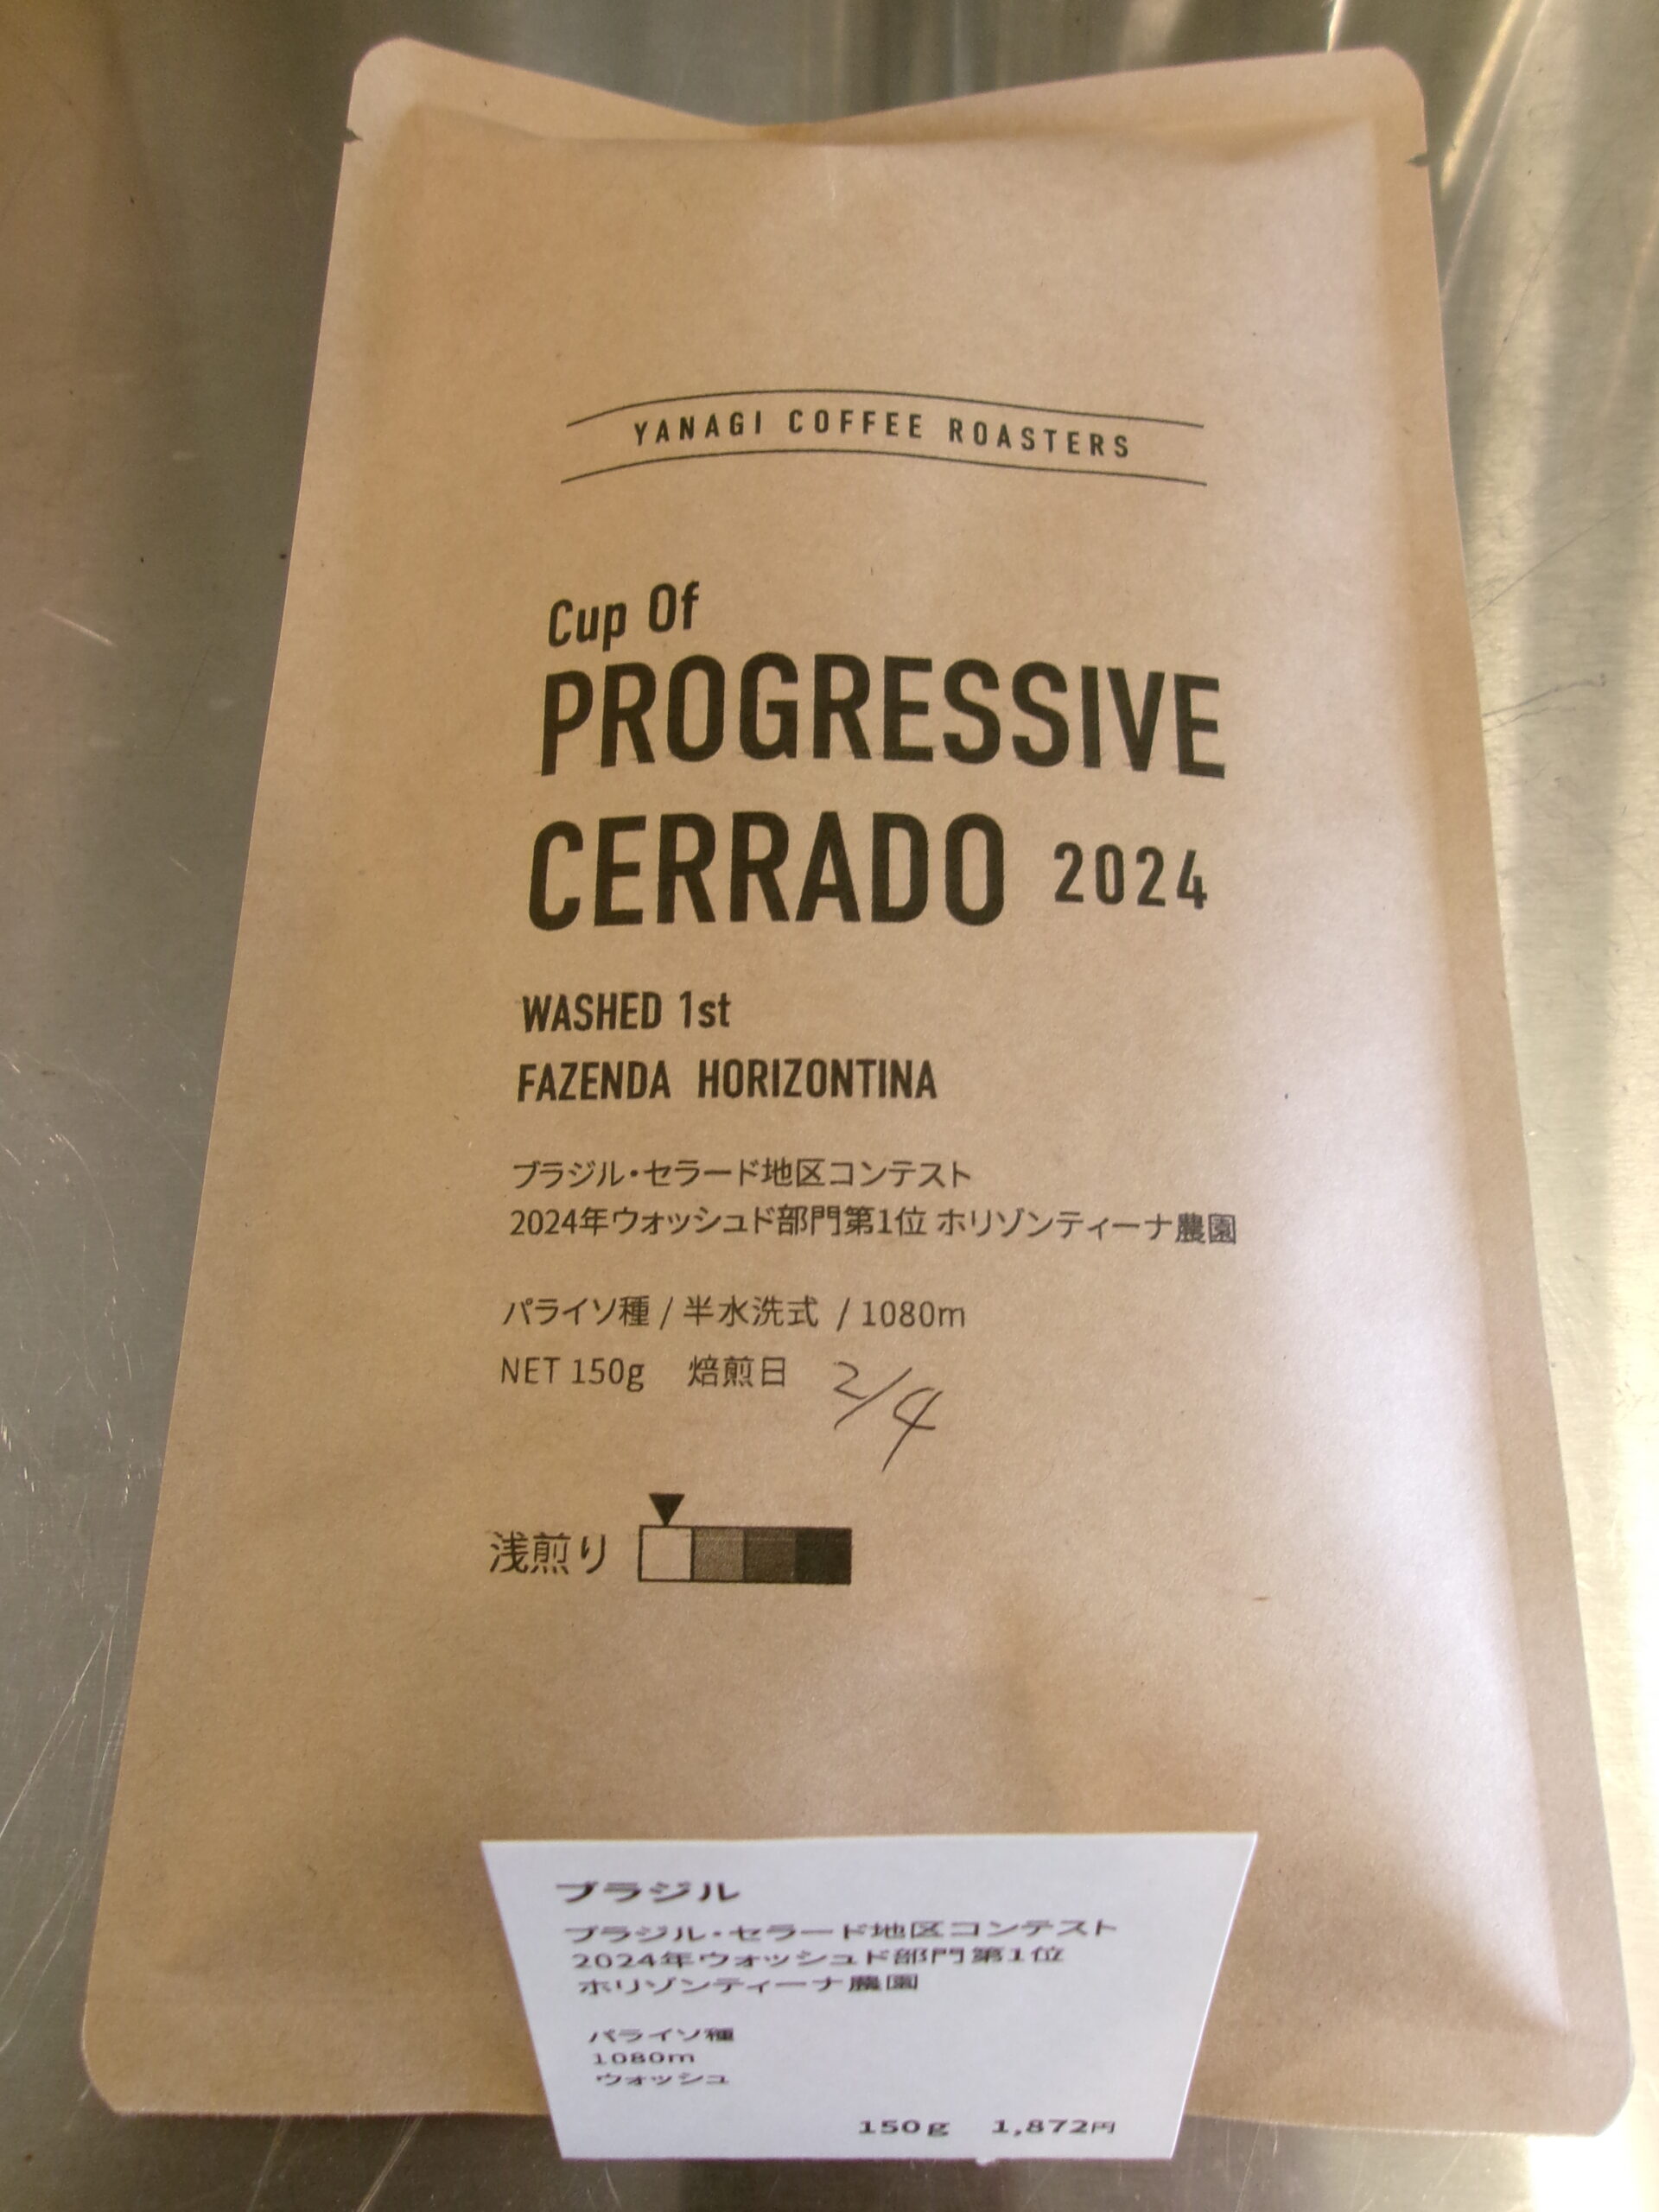 YANAGI COFFEE ROASTERS
Cup Of
PROGRESSIVE
CERRADO 2024
WASHED 1st
FAZENDA HORIZONTINA
ブラジル・セラード地区コンテスト
2024年ウォッシュド部門第1位 ホリゾンティーナ農園
パライソ種 / 半水洗式 / 1080m
NET 150g 焙煎日 2/4
浅煎り
ブラジル
ブラジル・セラード地区コンテスト
2024年ウォッシュド部門第1位
ホリゾンティーナ農園
パライソ種
1080m
ウォッシュ
150g 1,872円